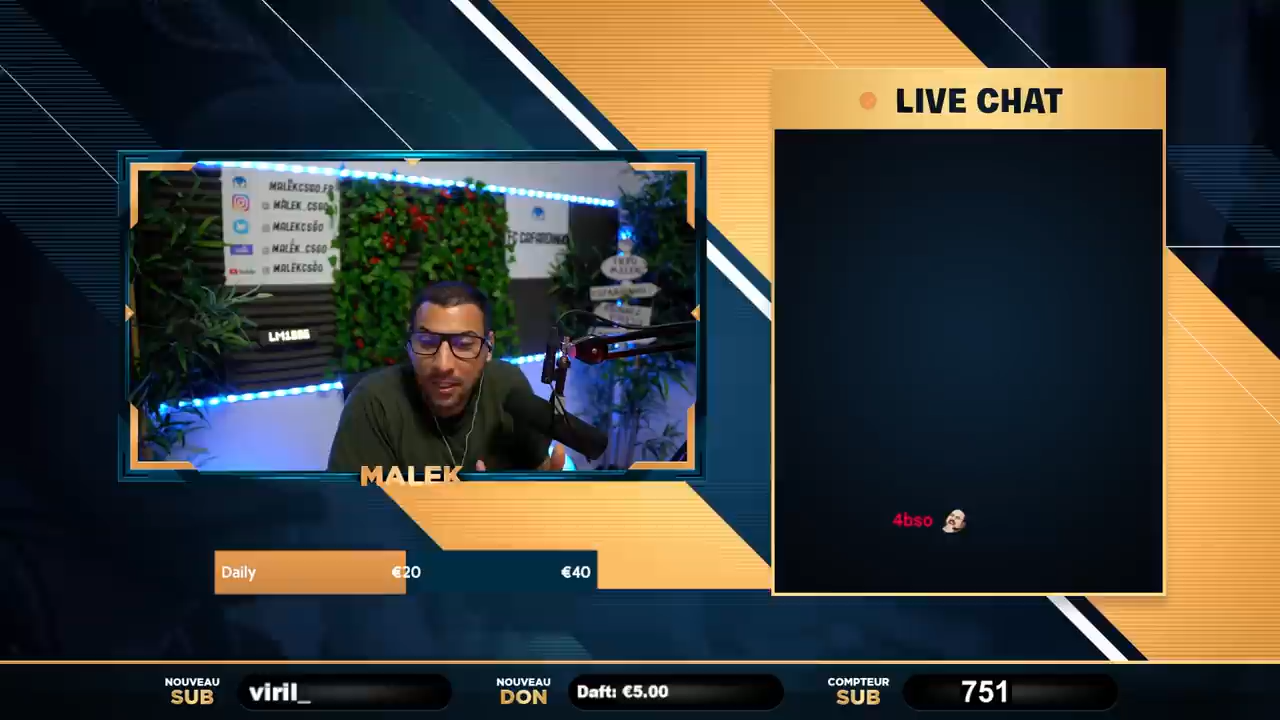 LIVE CHAT
MALEKCSGO.FR
MALEK_CSGO
MALEKCSGO
MALEK_CSGO
MALEKCSGO
LM1886
MALEK
4bso
Daily €20 €40
NOUVEAU SUB viril_
NOUVEAU DON Daft: €5.00
COMPTEUR SUB 751